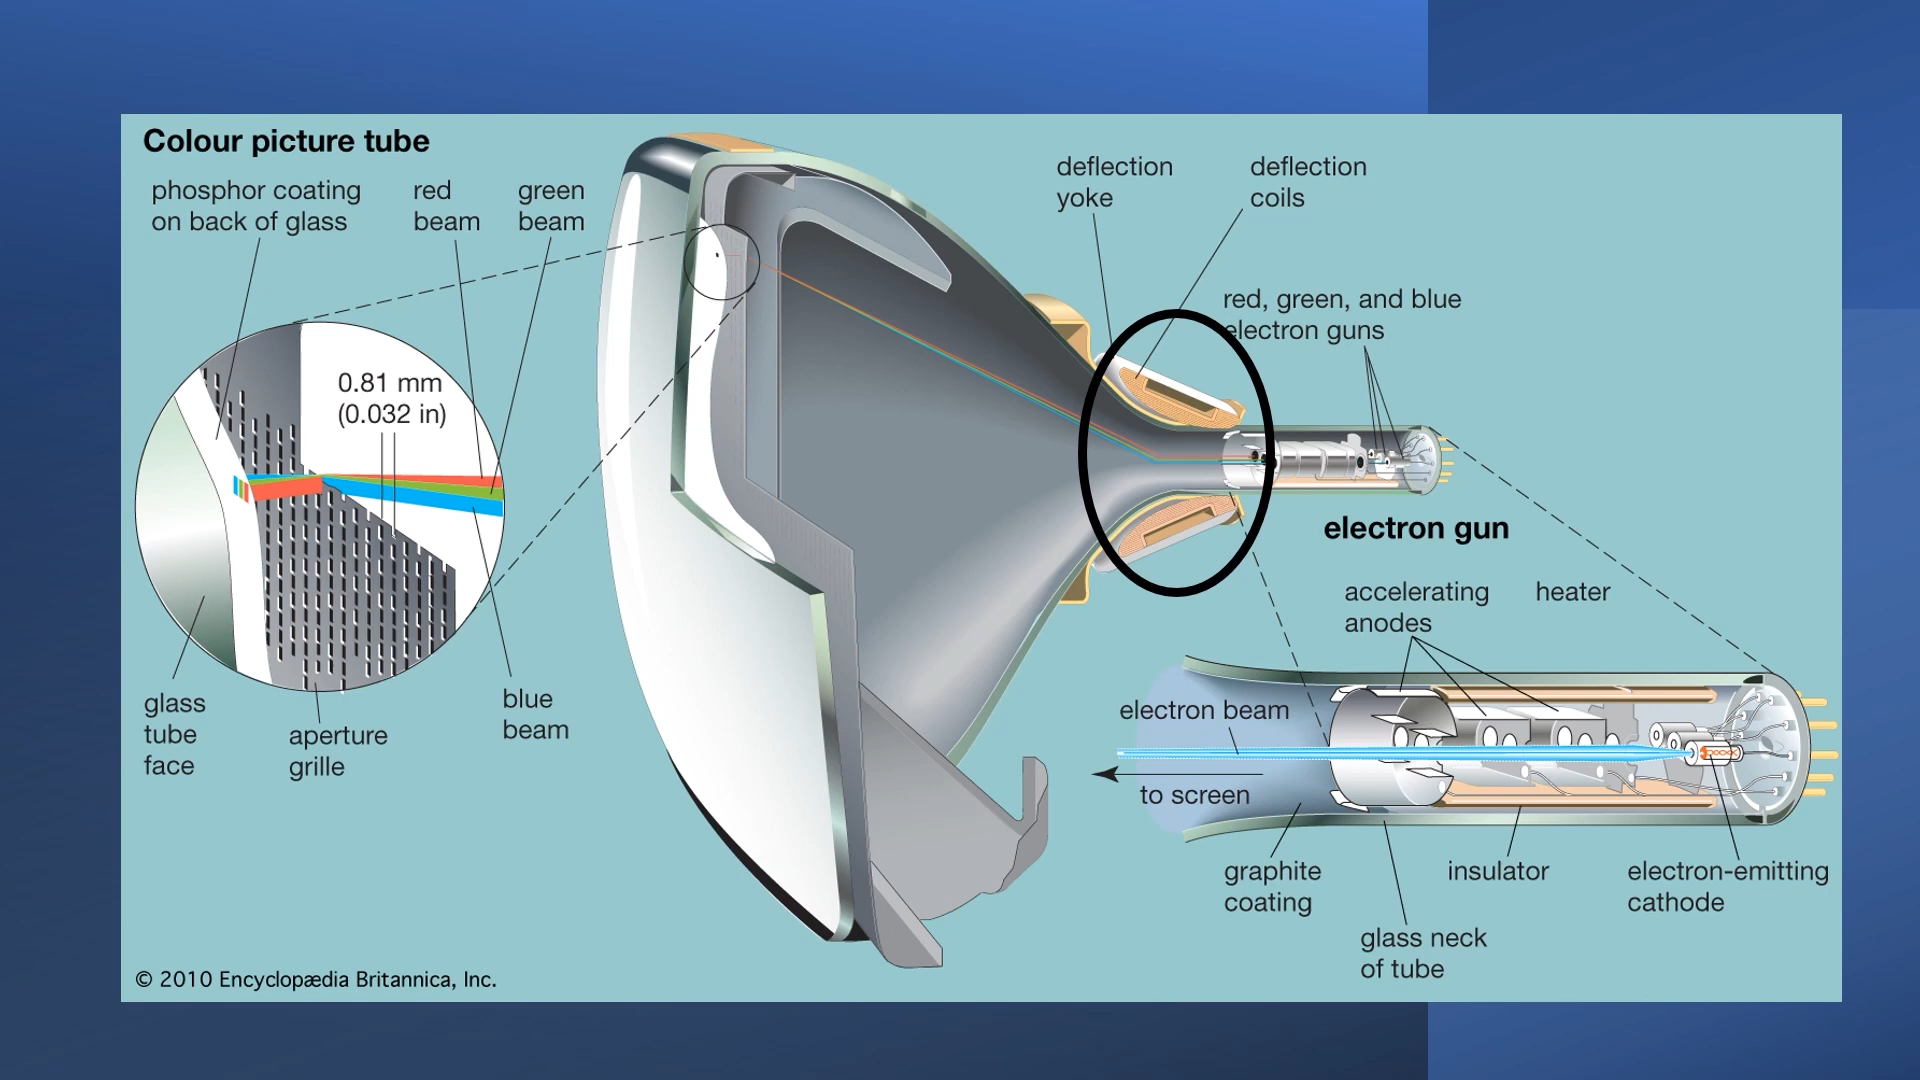 Colour picture tube
phosphor coating
on back of glass
red
beam
green
beam
deflection
yoke
deflection
coils
red, green, and blue
electron guns
0.81 mm
(0.032 in)
electron gun
accelerating
anodes
heater
glass
tube
face
aperture
grille
blue
beam
electron beam
to screen
graphite
coating
insulator
electron-emitting
cathode
glass neck
of tube
© 2010 Encyclopædia Britannica, Inc.